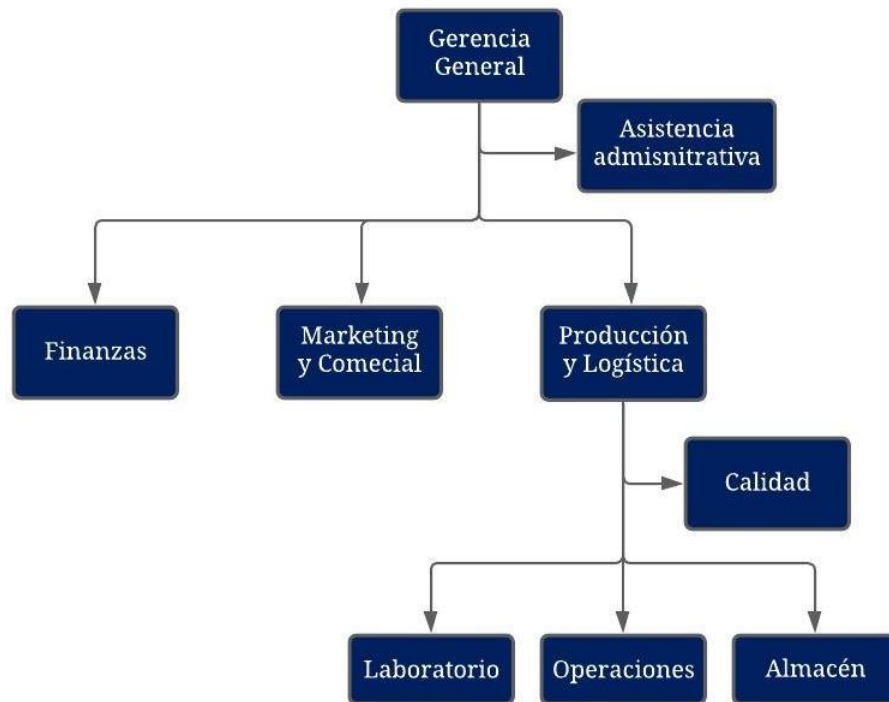 Gerencia
General
Asistencia
admisnitrativa
Finanzas
Marketing
y Comecial
Producción
y Logística
Calidad
Laboratorio
Operaciones
Almacén